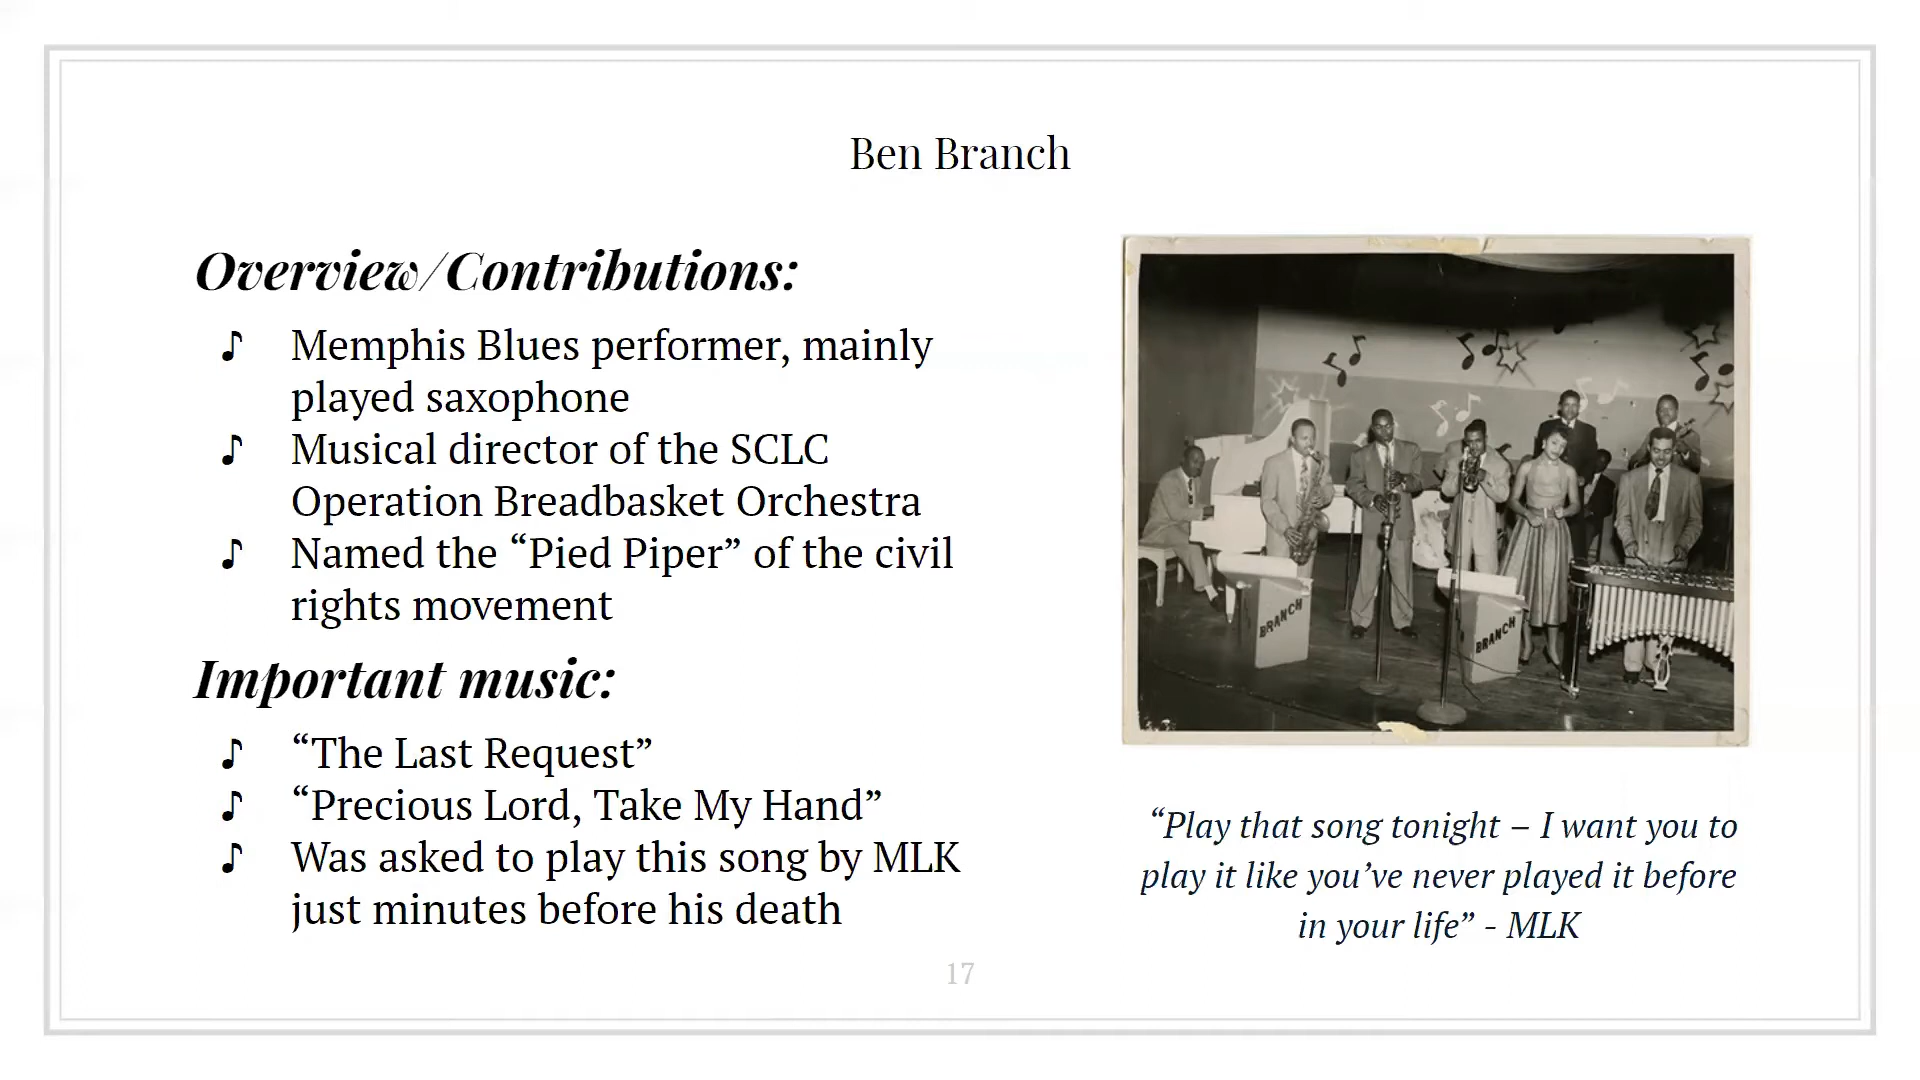 Ben Branch
Overview/Contributions:
♪ Memphis Blues performer, mainly
played saxophone
♪ Musical director of the SCLC
Operation Breadbasket Orchestra
♪ Named the “Pied Piper” of the civil
rights movement
Important music:
♪ “The Last Request”
♪ “Precious Lord, Take My Hand”
♪ Was asked to play this song by MLK
just minutes before his death
BRANCH
BRANCH
“Play that song tonight – I want you to
play it like you’ve never played it before
in your life” - MLK
17